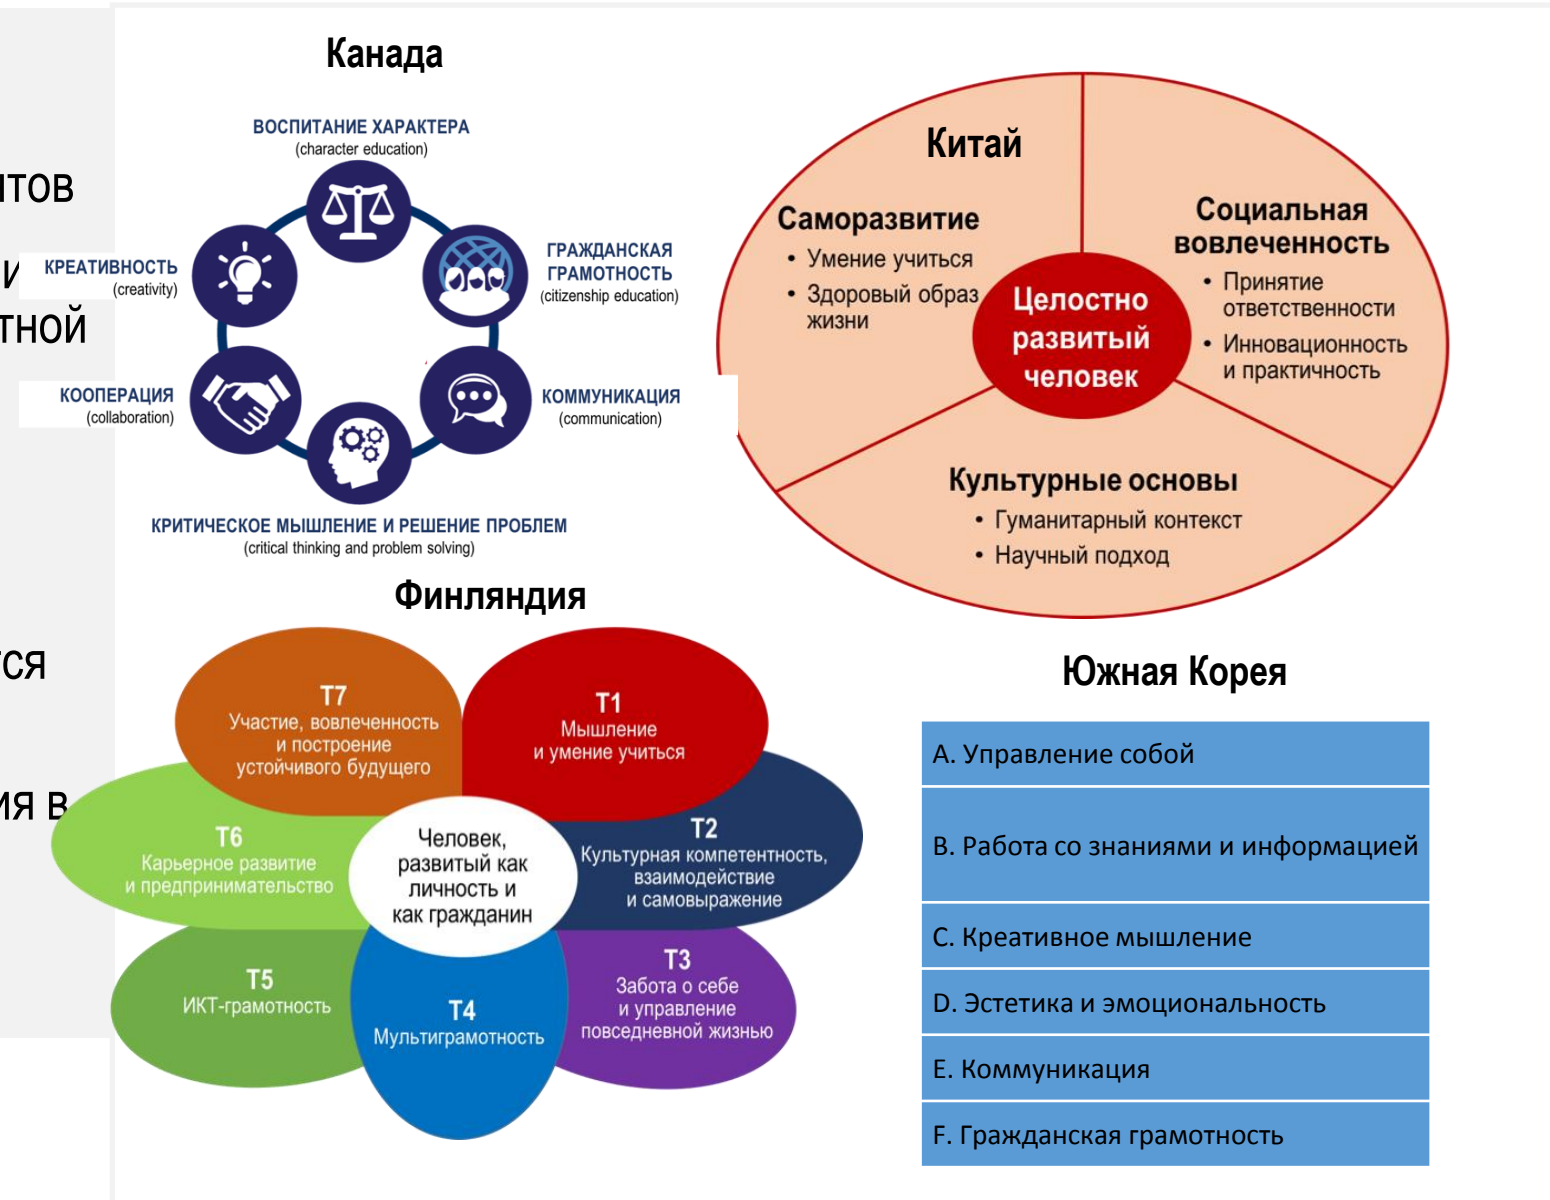 Канада
ВОСПИТАНИЕ ХАРАКТЕРА
(character education)
ГРАЖДАНСКАЯ
ГРАМОТНОСТЬ
(citizenship education)
КРЕАТИВНОСТЬ
(creativity)
КООПЕРАЦИЯ
(collaboration)
КОММУНИКАЦИЯ
(communication)
КРИТИЧЕСКОЕ МЫШЛЕНИЕ И РЕШЕНИЕ ПРОБЛЕМ
(critical thinking and problem solving)
Китай
Саморазвитие
• Умение учиться
• Здоровый образ
жизни
Социальная
вовлеченность
• Принятие
ответственности
• Инновационность
и практичность
Целостно
развитый
человек
Культурные основы
• Гуманитарный контекст
• Научный подход
Финляндия
T7
Участие, вовлеченность
и построение
устойчивого будущего
T1
Мышление
и умение учиться
T6
Карьерное развитие
и предпринимательство
Человек,
развитый как
личность и
как гражданин
T2
Культурная компетентность,
взаимодействие
и самовыражение
T5
ИКТ-грамотность
T4
Мультиграмотность
T3
Забота о себе
и управление
повседневной жизнью
Южная Корея
A. Управление собой
B. Работа со знаниями и информацией
C. Креативное мышление
D. Эстетика и эмоциональность
E. Коммуникация
F. Гражданская грамотность
нтов
и
тной
тся
ия в